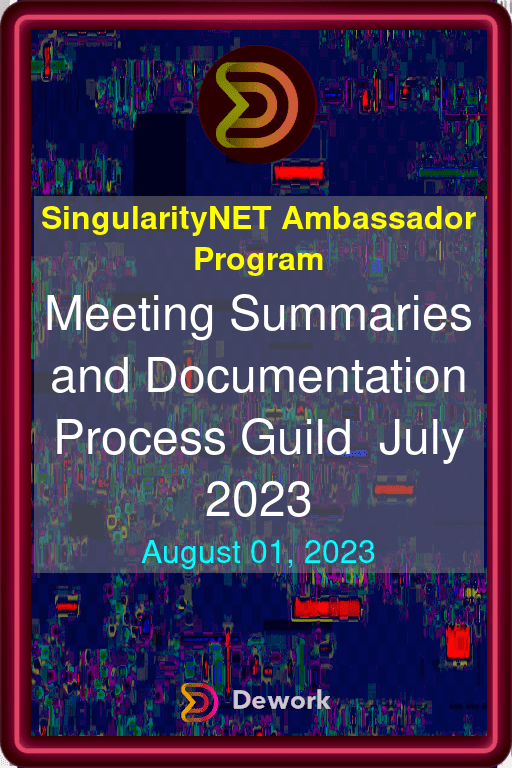 SingularityNET Ambassador
Program
Meeting Summaries
and Documentation
Process Guild  July
2023
August 01, 2023
Dework